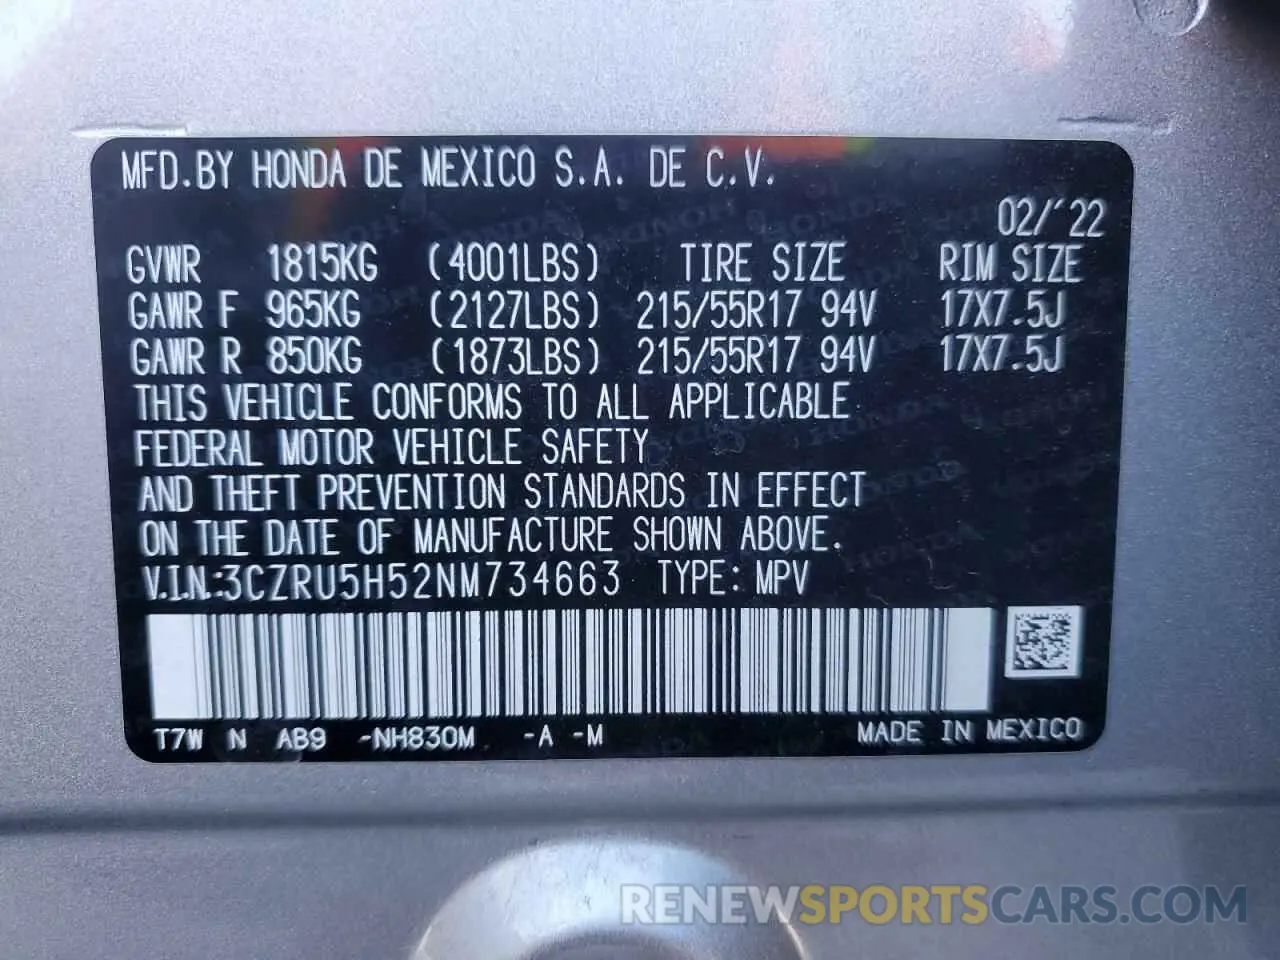 MFD.BY HONDA DE MEXICO S.A. DE C.V.
02/'22
GVWR 1815KG (4001LBS) TIRE SIZE RIM SIZE
GAWR F 965KG (2127LBS) 215/55R17 94V 17X7.5J
GAWR R 850KG (1873LBS) 215/55R17 94V 17X7.5J
THIS VEHICLE CONFORMS TO ALL APPLICABLE
FEDERAL MOTOR VEHICLE SAFETY
AND THEFT PREVENTION STANDARDS IN EFFECT
ON THE DATE OF MANUFACTURE SHOWN ABOVE.
V.I.N.:3CZRU5H52NM734663 TYPE: MPV
T7W N AB9 -NH830M -A -M MADE IN MEXICO
RENEWSPORTSCARS.COM